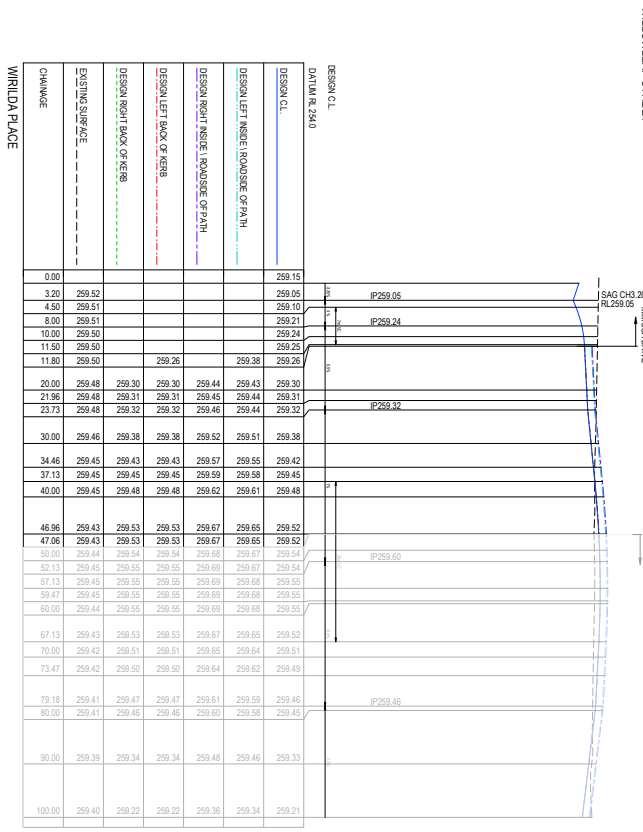 DESIGN C.L.
DATUM RL 254.0
DESIGN C.L.
DESIGN LEFT INSIDE \ ROADSIDE OF PATH
DESIGN RIGHT INSIDE \ ROADSIDE OF PATH
DESIGN LEFT BACK OF KERB
DESIGN RIGHT BACK OF KERB
EXISTING SURFACE
CHAINAGE
WIRILDA PLACE
SAG CH3.20
RL259.05
IP259.05
IP259.24
IP259.32
IP259.60
IP259.46
0.00 259.15
3.20 259.52 259.05
4.50 259.51 259.10
8.00 259.51 259.21
10.00 259.50 259.24
11.50 259.50 259.25
11.80 259.50 259.26 259.38 259.26
20.00 259.48 259.30 259.30 259.44 259.43 259.30
21.96 259.48 259.31 259.31 259.45 259.44 259.31
23.73 259.48 259.32 259.32 259.46 259.44 259.32
30.00 259.46 259.38 259.38 259.52 259.51 259.38
34.46 259.45 259.43 259.43 259.57 259.55 259.42
37.13 259.45 259.45 259.45 259.59 259.58 259.45
40.00 259.45 259.48 259.48 259.62 259.61 259.48
46.96 259.43 259.53 259.53 259.67 259.65 259.52
47.06 259.43 259.53 259.53 259.67 259.65 259.52
50.00 259.44 259.54 259.54 259.68 259.67 259.54
52.13 259.45 259.55 259.55 259.69 259.67 259.54
57.13 259.45 259.55 259.55 259.69 259.68 259.55
59.47 259.45 259.55 259.55 259.69 259.68 259.55
60.00 259.44 259.55 259.55 259.69 259.68 259.55
67.13 259.43 259.53 259.53 259.67 259.65 259.52
70.00 259.42 259.51 259.51 259.65 259.64 259.51
73.47 259.42 259.50 259.50 259.64 259.62 259.49
79.18 259.41 259.47 259.47 259.61 259.59 259.46
80.00 259.41 259.46 259.46 259.60 259.58 259.45
90.00 259.39 259.34 259.34 259.48 259.46 259.33
100.00 259.40 259.22 259.22 259.36 259.34 259.21